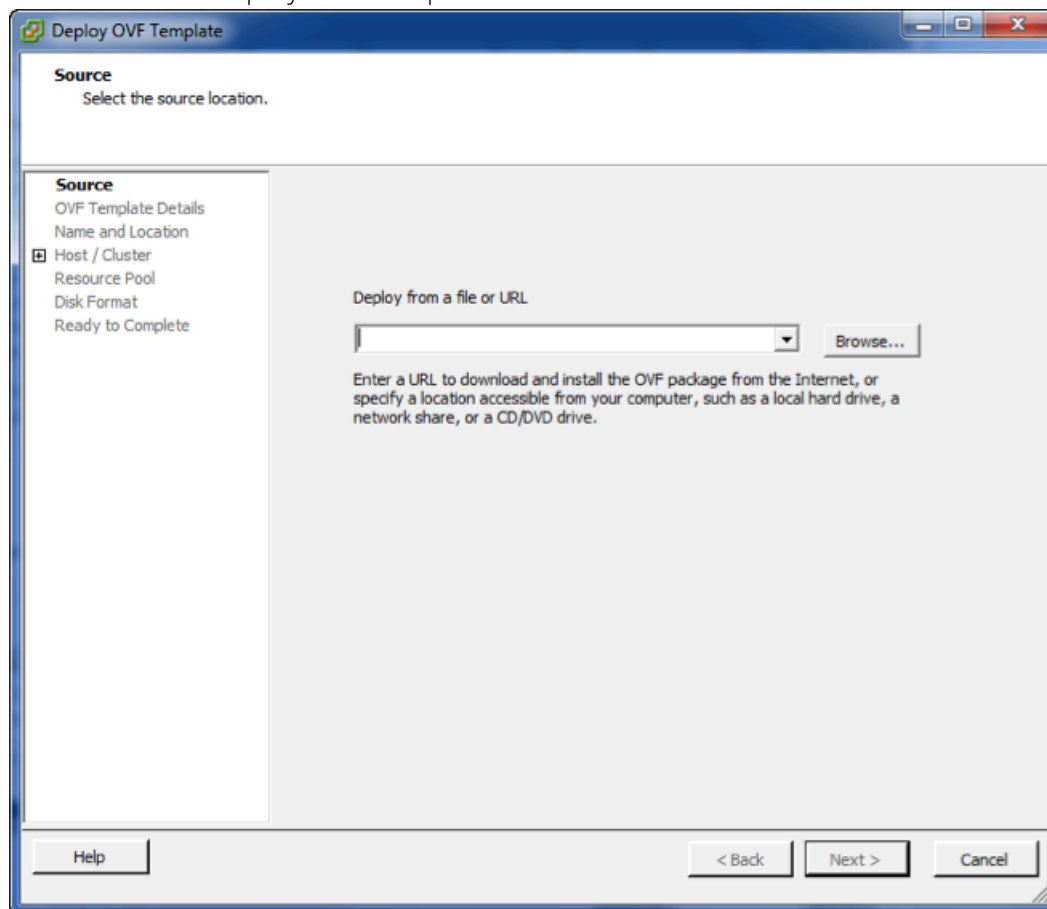 Deploy OVF Template
Source
Select the source location.
Source
OVF Template Details
Name and Location
Host / Cluster
Resource Pool
Disk Format
Ready to Complete
Deploy from a file or URL
Browse...
Enter a URL to download and install the OVF package from the Internet, or
specify a location accessible from your computer, such as a local hard drive, a
network share, or a CD/DVD drive.
Help
< Back
Next >
Cancel